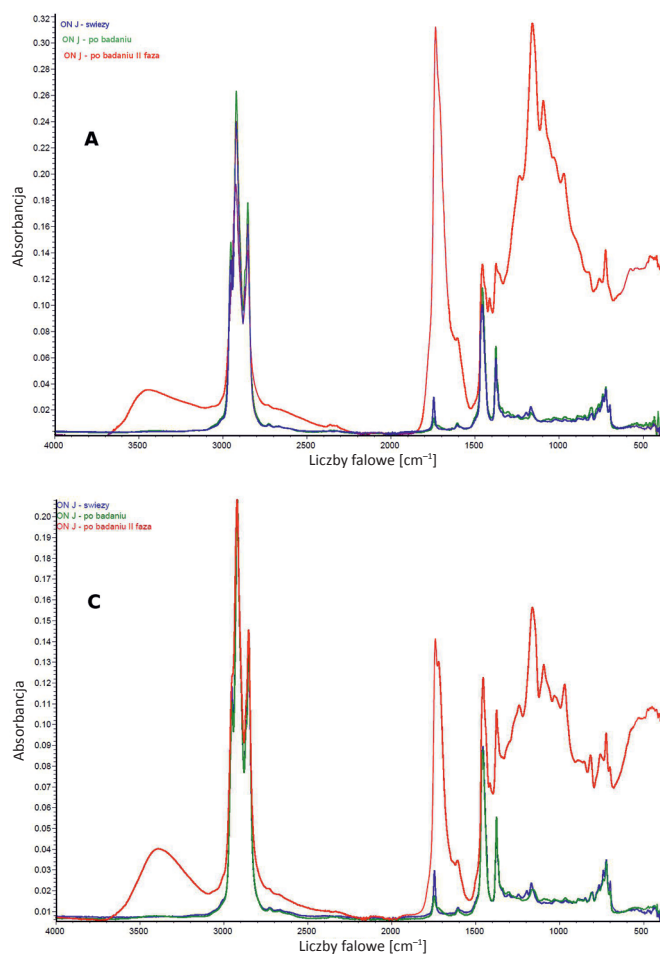 0.32
ON J - swiezy
0.30
ON J - po badaniu
0.28
ON J - po badaniu II faza
0.26
0.24
A
0.22
0.20
0.18
Absorbancja
0.16
0.14
0.12
0.10
0.08
0.06
0.04
0.02
4000 3500 3000 2500 2000 1500 1000 500
Liczby falowe [cm⁻¹]
ON J - swiezy
0.20
ON J - po badaniu
ON J - po badaniu II faza
0.19
0.18
0.17
0.16
C
0.15
0.14
0.13
0.12
Absorbancja
0.11
0.10
0.09
0.08
0.07
0.06
0.05
0.04
0.03
0.02
0.01
4000 3500 3000 2500 2000 1500 1000 500
Liczby falowe [cm⁻¹]